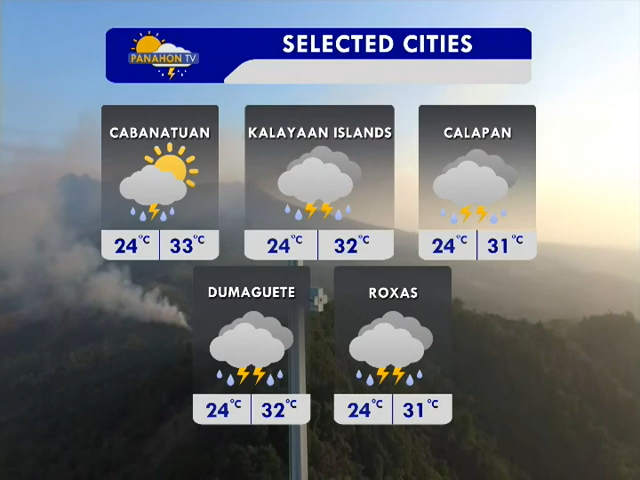 PANAHON TV
SELECTED CITIES
CABANATUAN
24°C 33°C
KALAYAAN ISLANDS
24°C 32°C
CALAPAN
24°C 31°C
DUMAGUETE
24°C 32°C
ROXAS
24°C 31°C